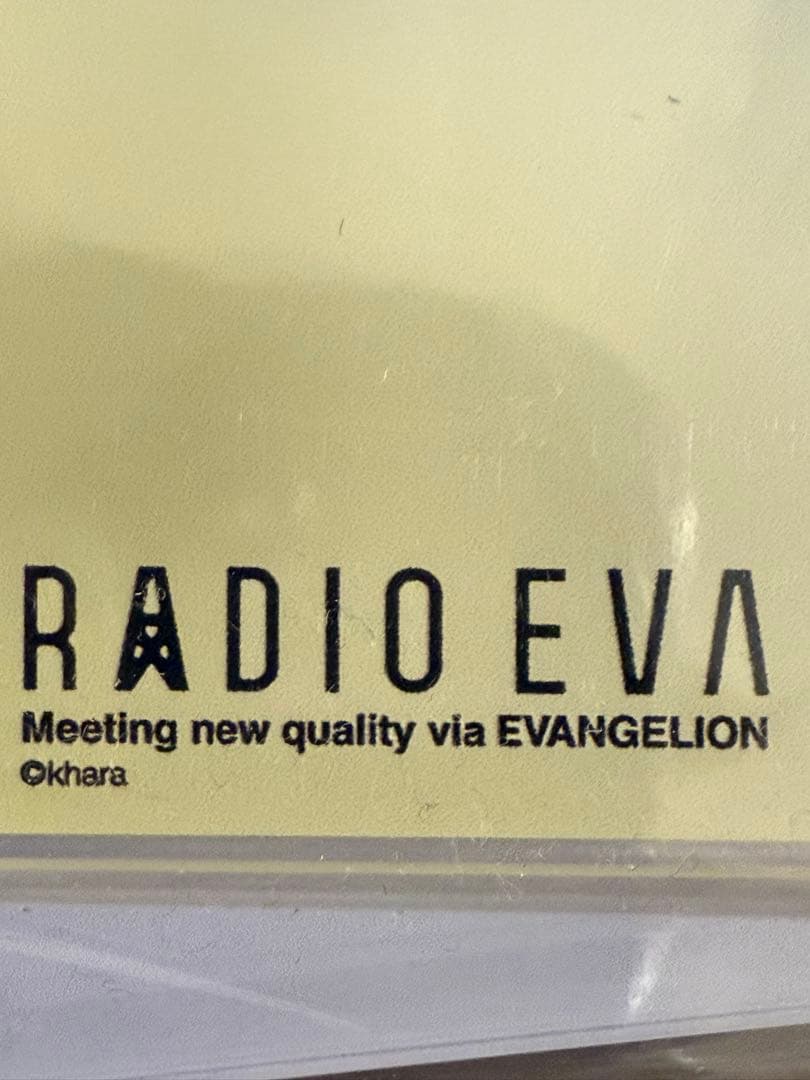 RADIO EVA
Meeting new quality via EVANGELION
©khara